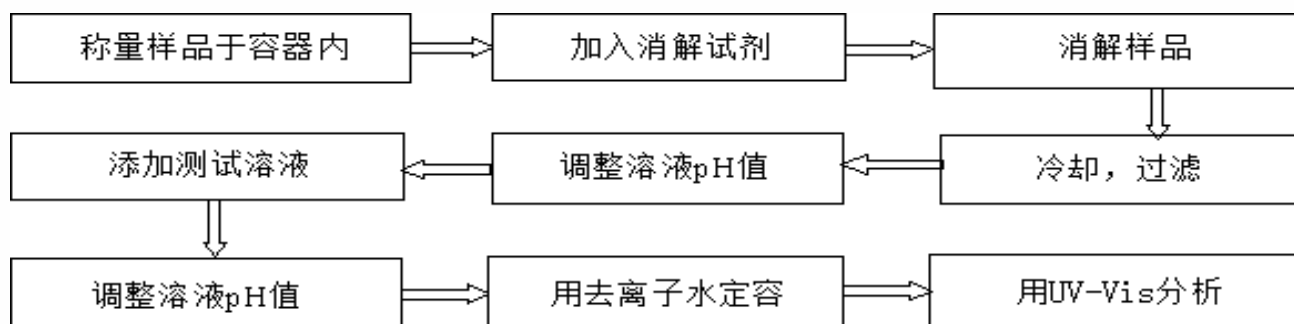 称量样品于容器内
加入消解试剂
消解样品
冷却，过滤
调整溶液pH值
添加测试溶液
调整溶液pH值
用去离子水定容
用UV-Vis分析